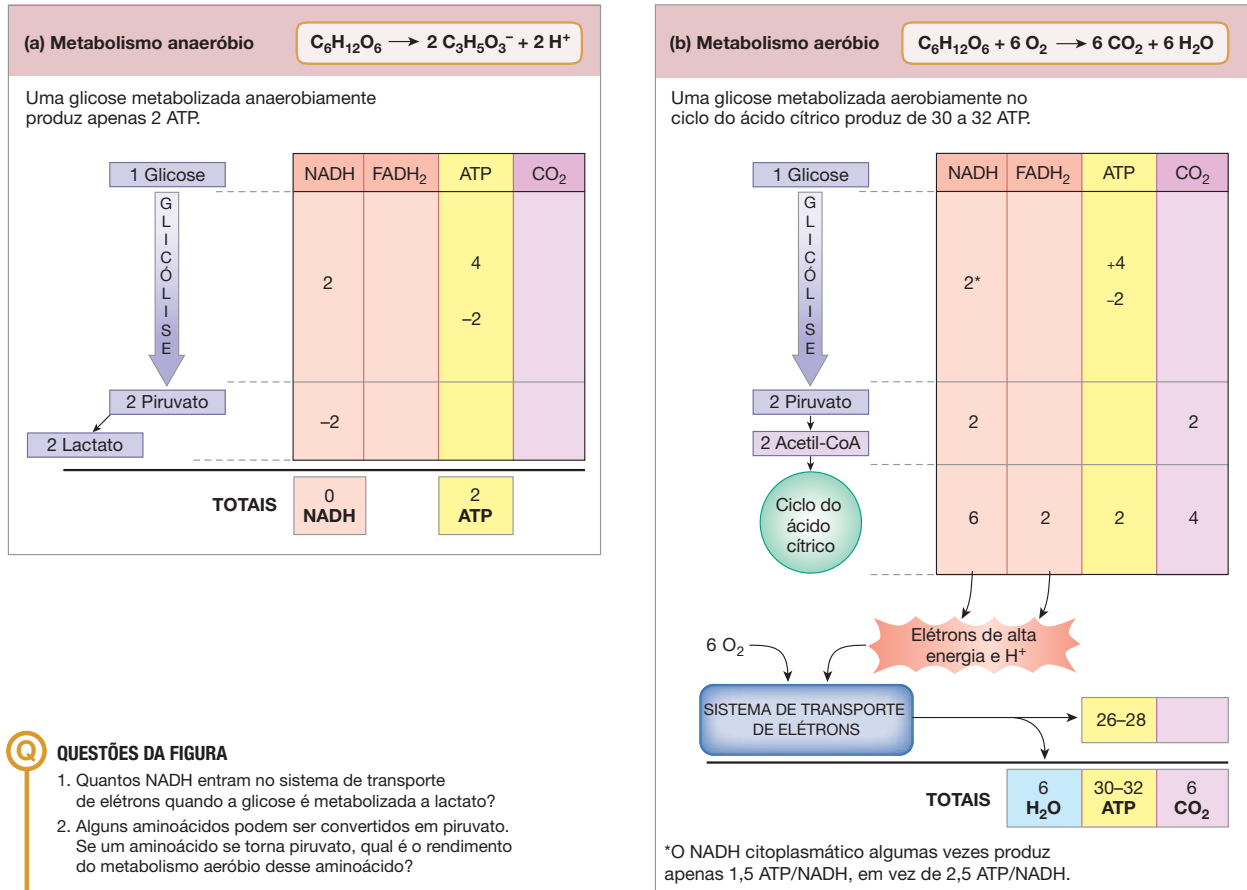 (a) Metabolismo anaeróbio
C₆H₁₂O₆ → 2 C₃H₅O₃⁻ + 2 H⁺
Uma glicose metabolizada anaerobiamente
produz apenas 2 ATP.
1 Glicose
NADH FADH₂ ATP CO₂
GLICÓLISE
2
4
–2
2 Piruvato
–2
2 Lactato
TOTAIS
0
NADH
2
ATP
(b) Metabolismo aeróbio
C₆H₁₂O₆ + 6 O₂ → 6 CO₂ + 6 H₂O
Uma glicose metabolizada aerobiamente no
ciclo do ácido cítrico produz de 30 a 32 ATP.
1 Glicose
NADH FADH₂ ATP CO₂
GLICÓLISE
2*
+4
–2
2 Piruvato
2 2
2 Acetil-CoA
Ciclo do
ácido
cítrico
6 2 2 4
Elétrons de alta
energia e H⁺
6 O₂
SISTEMA DE TRANSPORTE
DE ELÉTRONS
26–28
TOTAIS
6
H₂O
30–32
ATP
6
CO₂
*O NADH citoplasmático algumas vezes produz
apenas 1,5 ATP/NADH, em vez de 2,5 ATP/NADH.
Q QUESTÕES DA FIGURA
1. Quantos NADH entram no sistema de transporte
de elétrons quando a glicose é metabolizada a lactato?
2. Alguns aminoácidos podem ser convertidos em piruvato.
Se um aminoácido se torna piruvato, qual é o rendimento
do metabolismo aeróbio desse aminoácido?